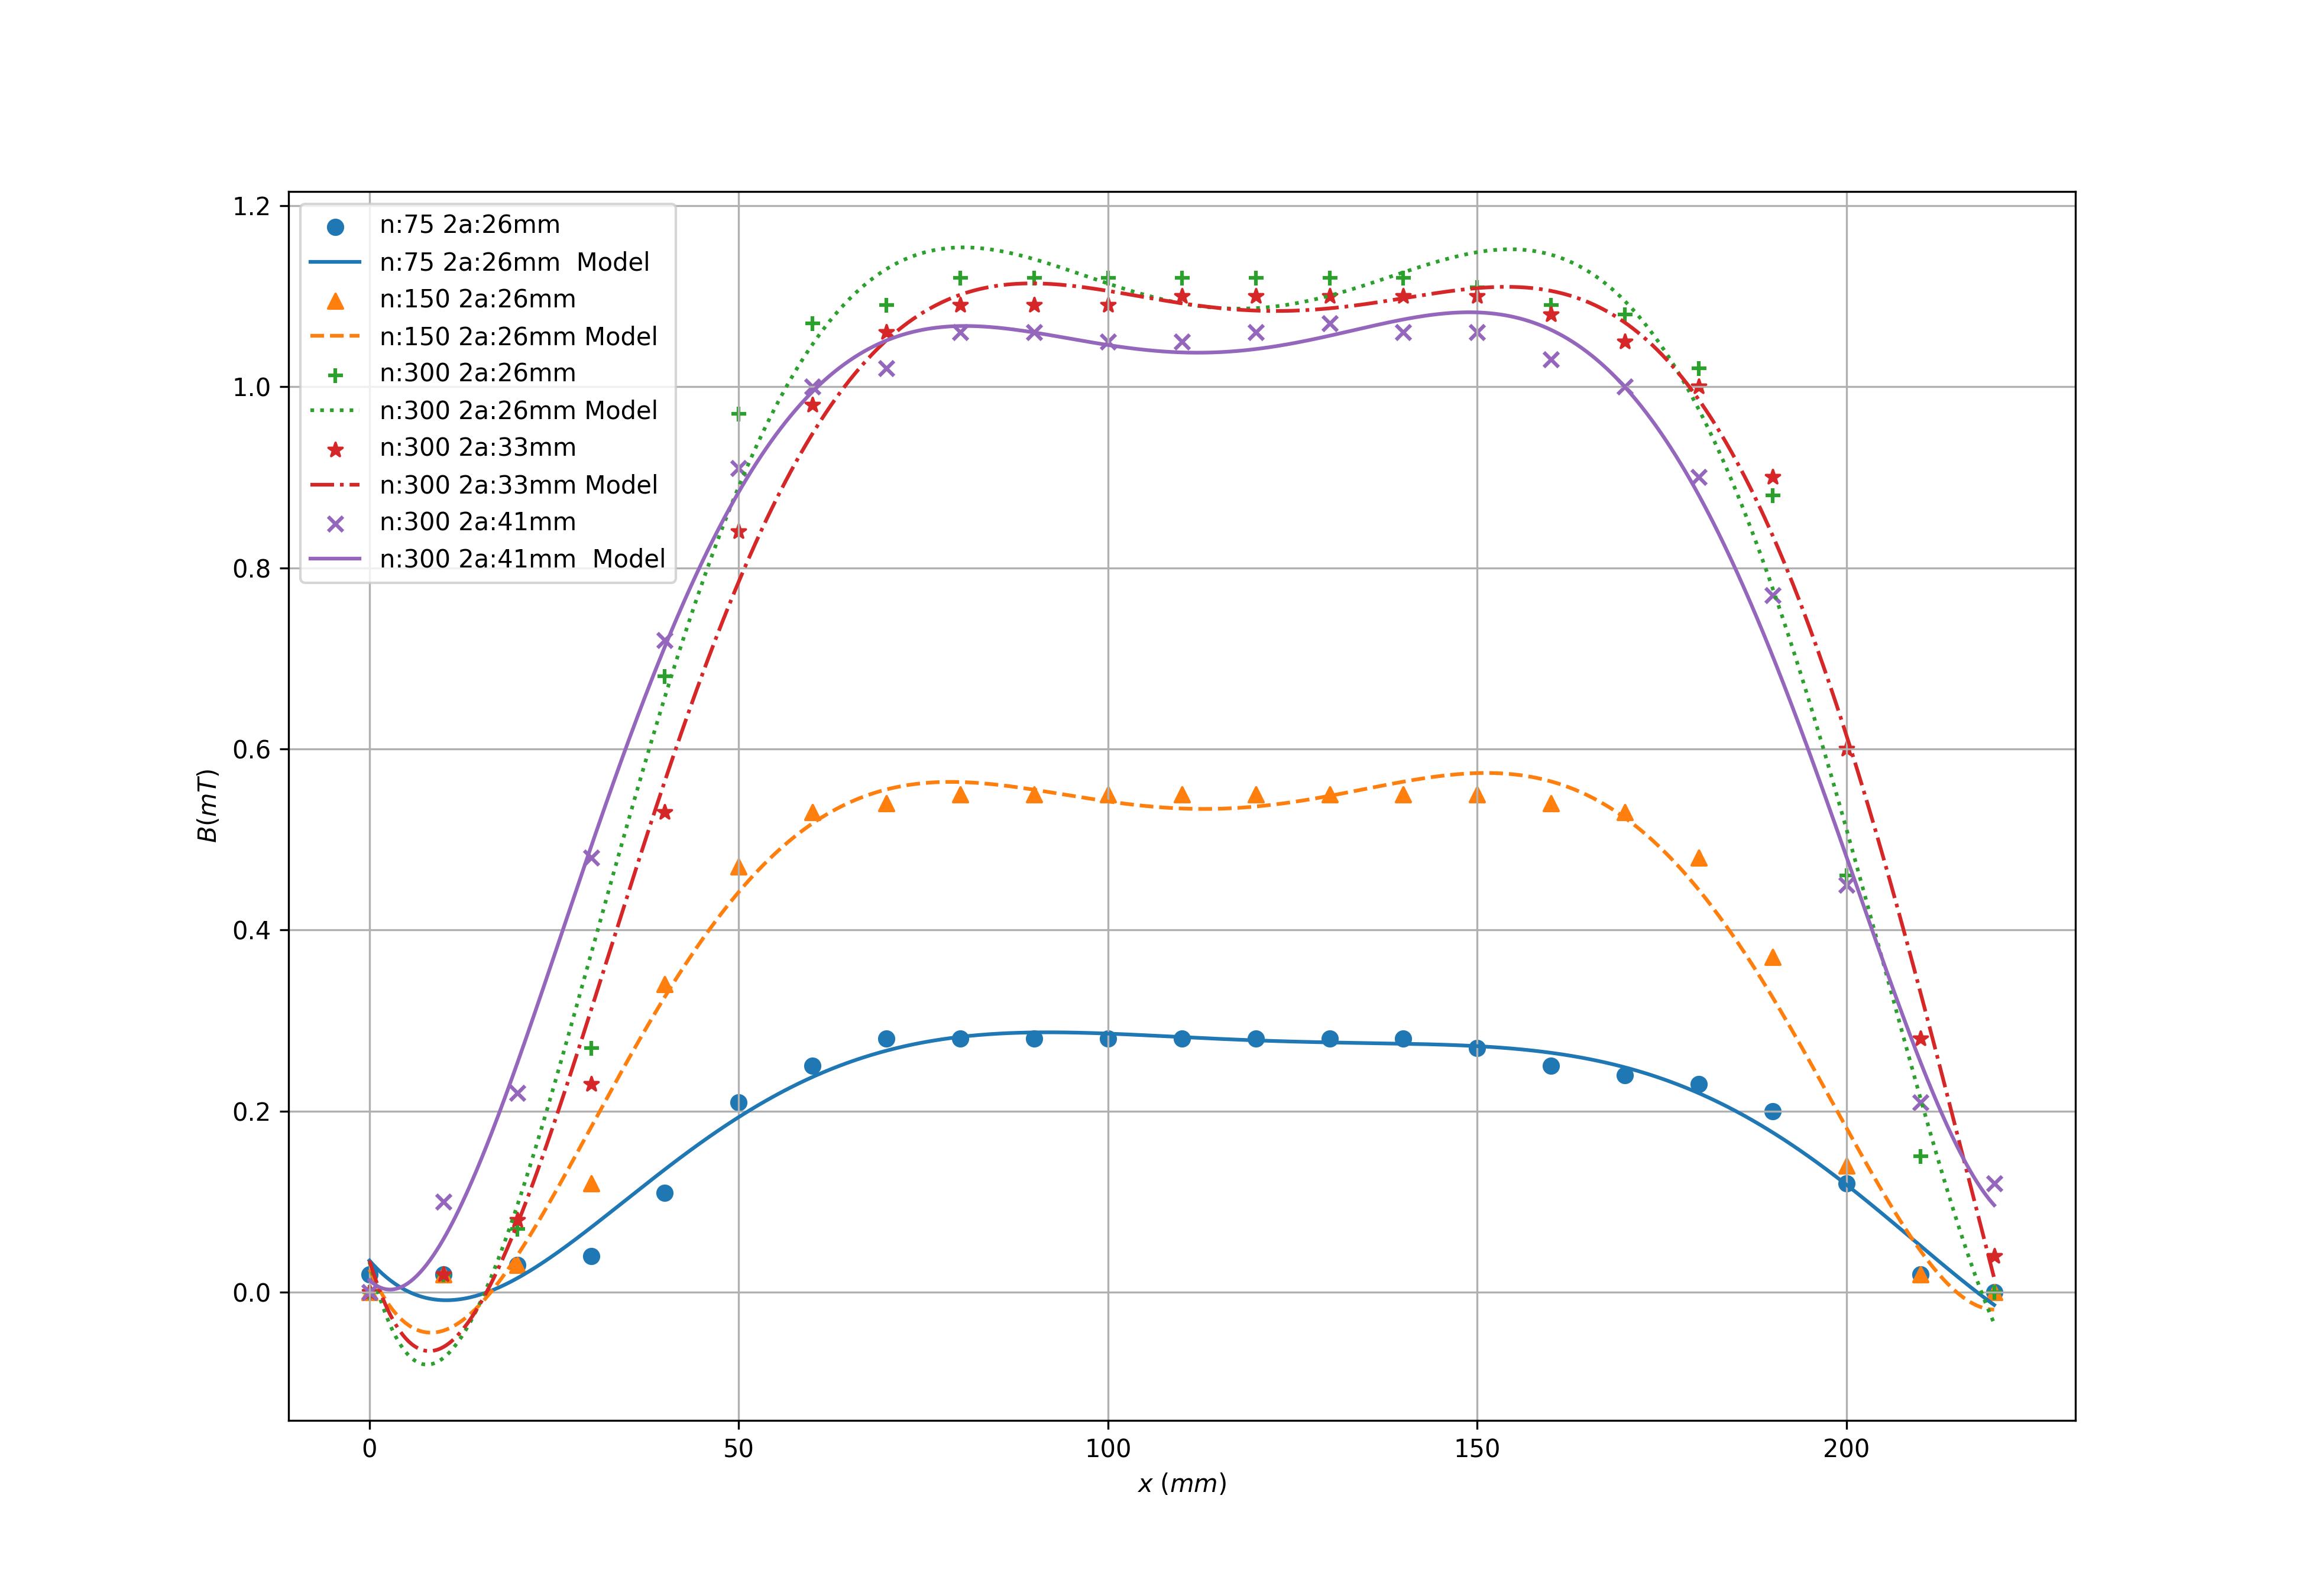 1.2
1.0
0.8
0.6
0.4
0.2
0.0
B(mT)
n:75 2a:26mm
n:75 2a:26mm  Model
n:150 2a:26mm
n:150 2a:26mm Model
n:300 2a:26mm
n:300 2a:26mm Model
n:300 2a:33mm
n:300 2a:33mm Model
n:300 2a:41mm
n:300 2a:41mm  Model
0 50 100 150 200
x (mm)